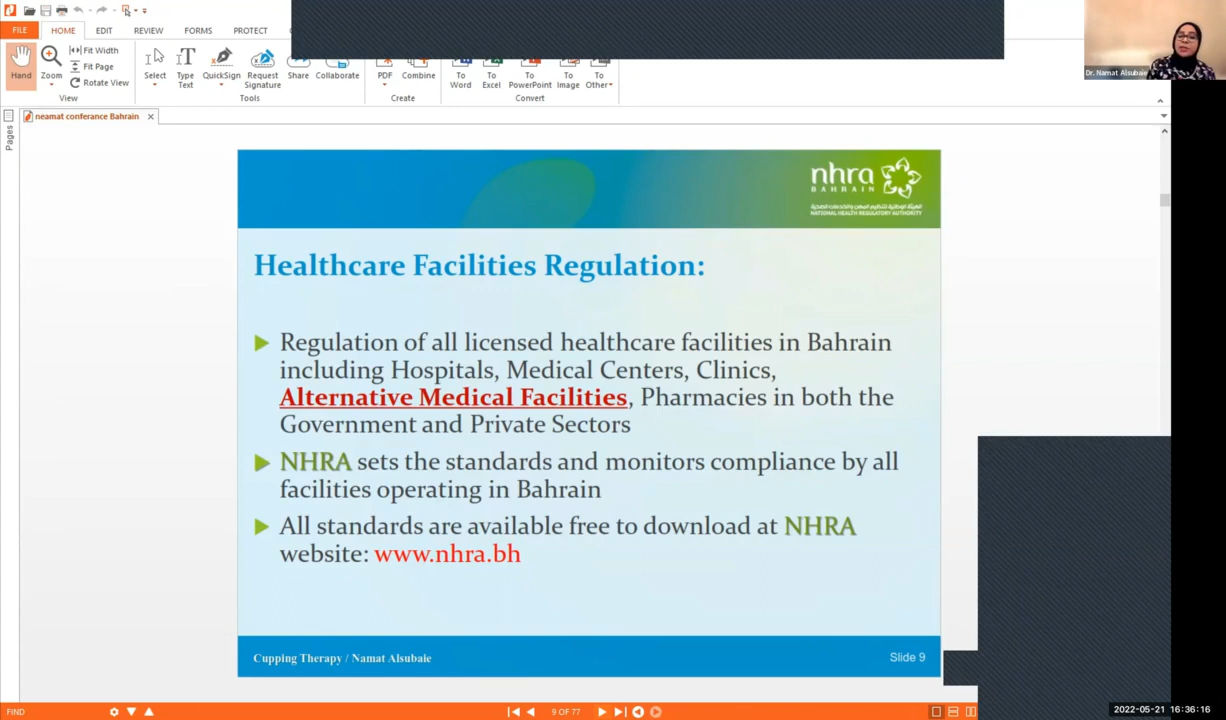 FILE
HOME
EDIT
REVIEW
FORMS
PROTECT
Hand
Zoom
Fit Width
Fit Page
Rotate View
View
Select
Type Text
QuickSign
Request Signature
Share
Collaborate
Tools
PDF
Combine
Create
To Word
To Excel
To PowerPoint
To Image
To Other
Convert
Dr. Namat Alsubaie
neamat conferance Bahrain
Pages
nhra
BAHRAIN
NATIONAL HEALTH REGULATORY AUTHORITY
Healthcare Facilities Regulation:
Regulation of all licensed healthcare facilities in Bahrain
including Hospitals, Medical Centers, Clinics,
Alternative Medical Facilities, Pharmacies in both the
Government and Private Sectors
NHRA sets the standards and monitors compliance by all
facilities operating in Bahrain
All standards are available free to download at NHRA
website: www.nhra.bh
Cupping Therapy / Namat Alsubaie
Slide 9
FIND
9 OF 77
2022-05-21 16:36:16